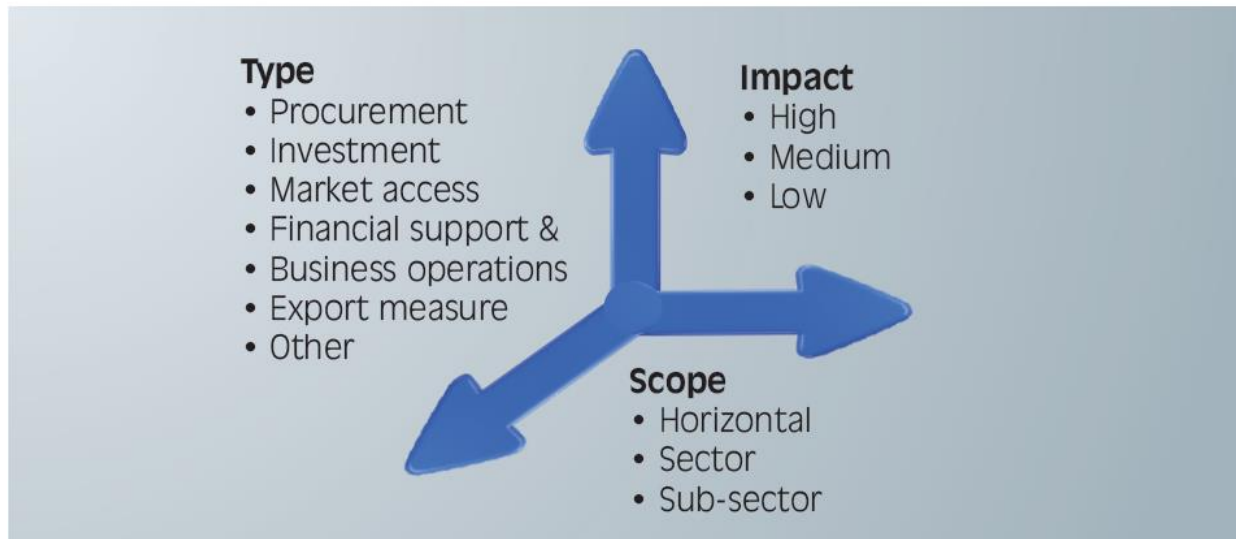 Type
• Procurement
• Investment
• Market access
• Financial support &
• Business operations
• Export measure
• Other
Impact
• High
• Medium
• Low
Scope
• Horizontal
• Sector
• Sub-sector